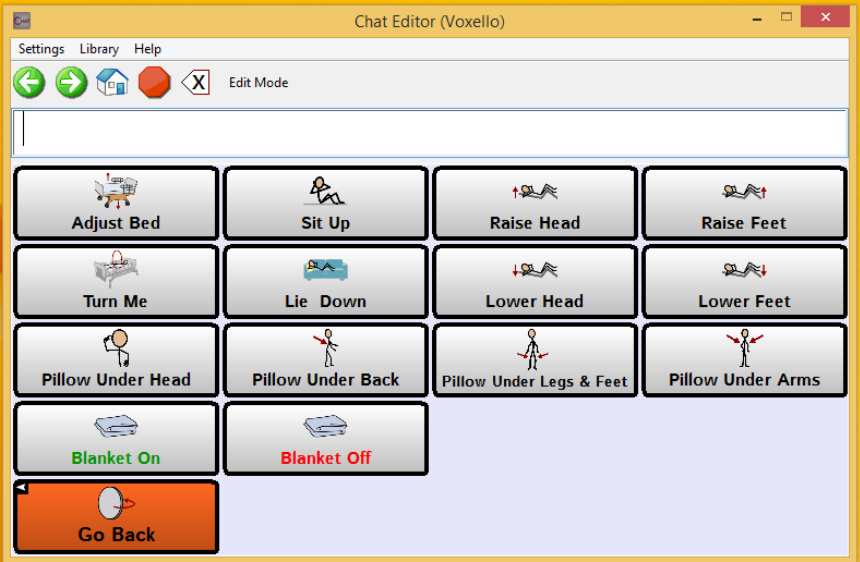 Chat
Chat Editor (Voxello)
Settings Library Help
X Edit Mode
Adjust Bed Sit Up Raise Head Raise Feet
Turn Me Lie Down Lower Head Lower Feet
Pillow Under Head Pillow Under Back Pillow Under Legs & Feet Pillow Under Arms
Blanket On Blanket Off
Go Back